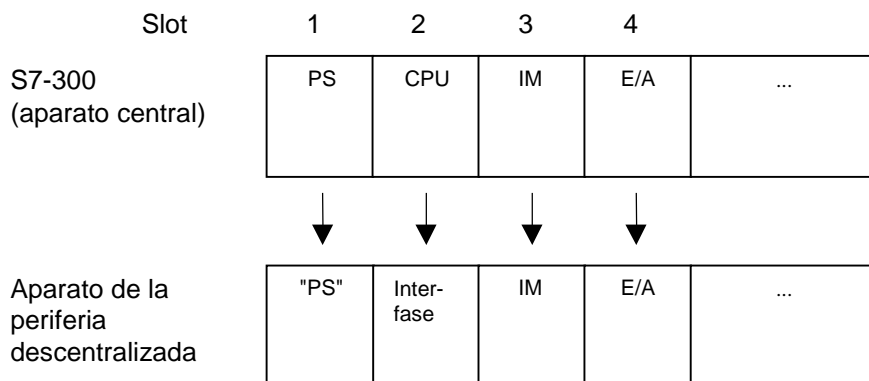 Slot 1 2 3 4
S7-300 PS CPU IM E/A ...
(aparato central)
Aparato de la "PS" Inter- IM E/A ...
periferia fase
descentralizada